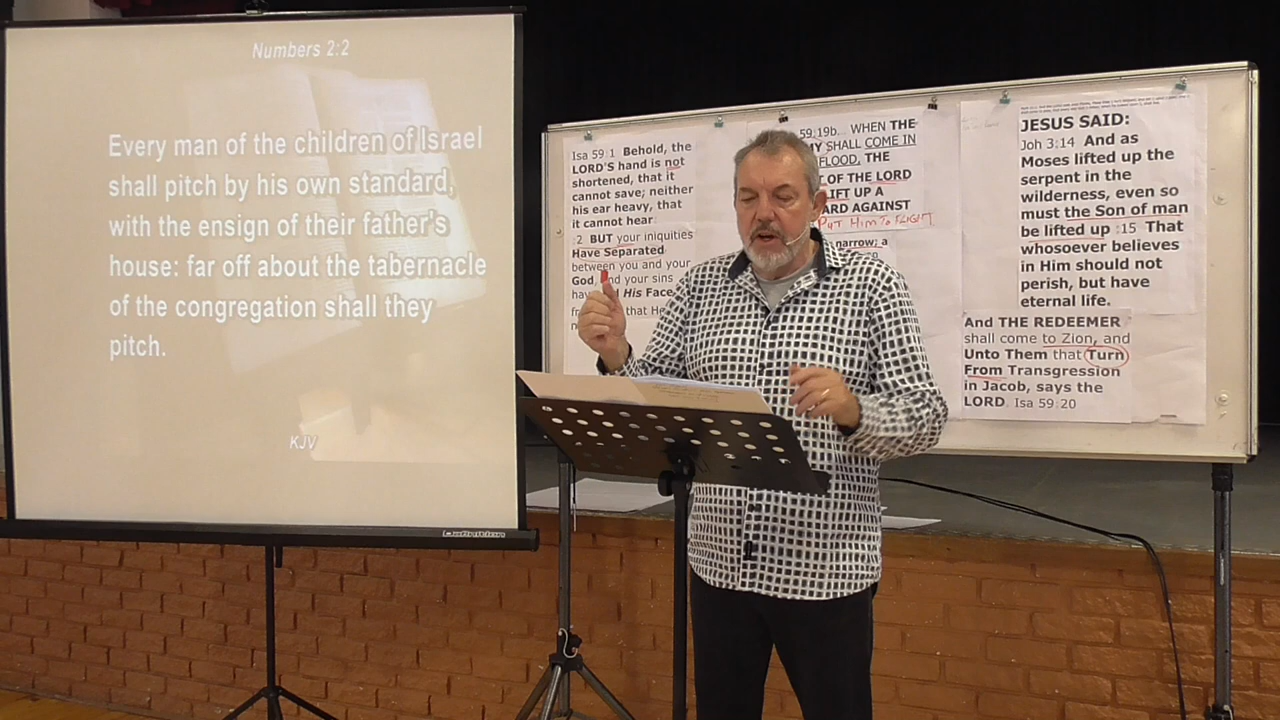 Numbers 2:2
Every man of the children of Israel
shall pitch by his own standard,
with the ensign of their father's
house: far off about the tabernacle
of the congregation shall they
pitch.
KJV
Isa 59:1 Behold, the
LORD'S hand is not
shortened, that it
cannot save; neither
his ear heavy, that
it cannot hear
2 BUT your iniquities
Have Separated
between you and your
God, and your sins
His Face
that
59:19b... WHEN THE
SHALL COME IN
FLOOD, THE
OF THE LORD
LIFT UP A
AGAINST
PUT HIM TO FLIGHT
narrow; a
JESUS SAID:
Joh 3:14 And as
Moses lifted up the
serpent in the
wilderness, even so
must the Son of man
be lifted up :15 That
whosoever believes
in Him should not
perish, but have
eternal life.
And THE REDEEMER
shall come to Zion, and
Unto Them that Turn
From Transgression
in Jacob, says the
LORD. Isa 59:20